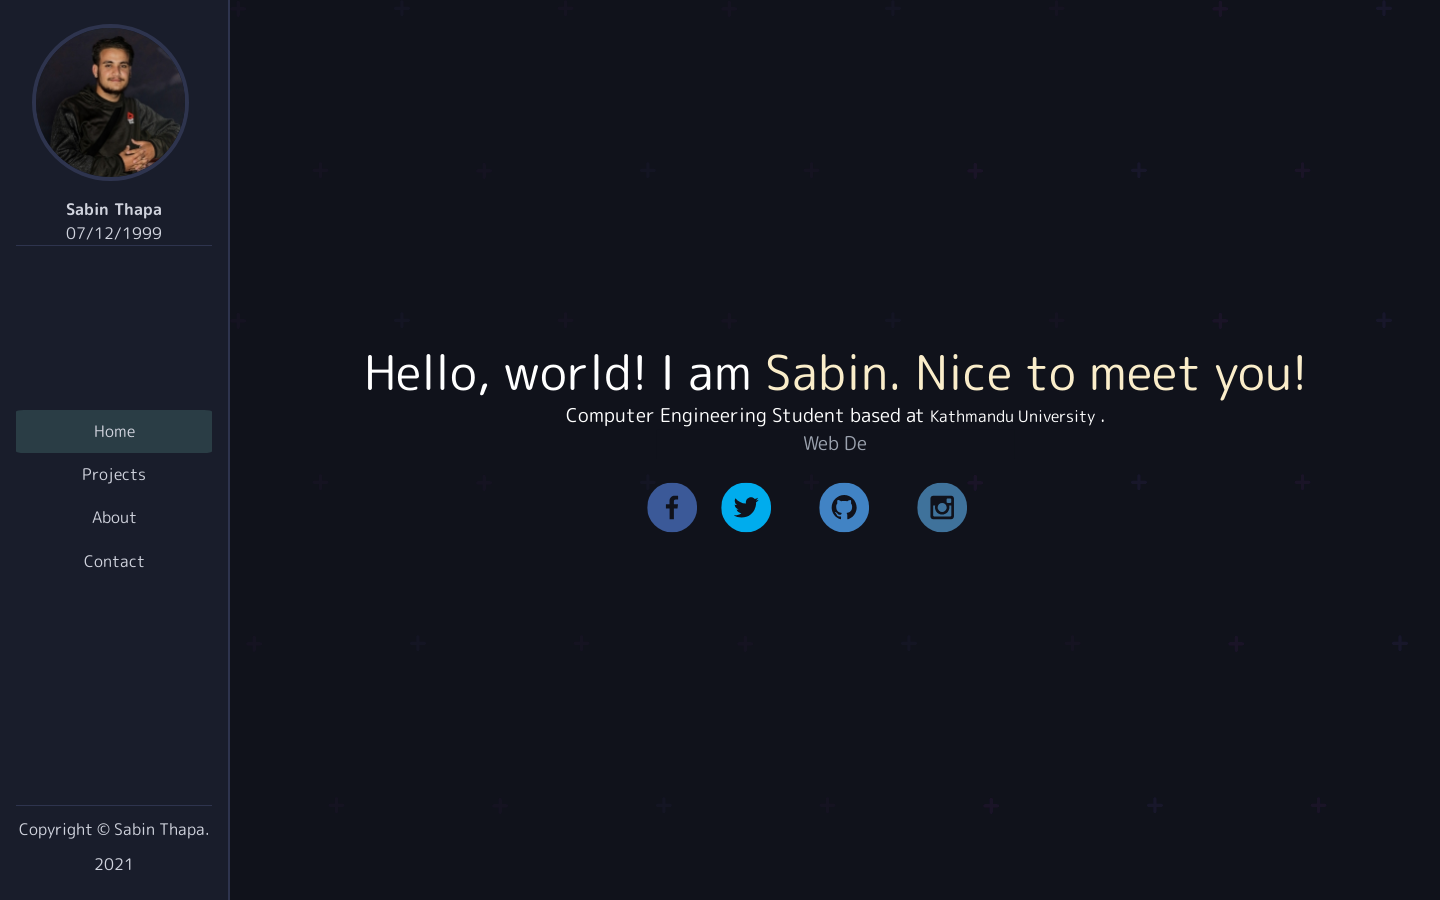 Sabin Thapa
07/12/1999
Home
Projects
About
Contact
Copyright © Sabin Thapa.
2021
Hello, world! I am Sabin. Nice to meet you!
Computer Engineering Student based at Kathmandu University .
Web De